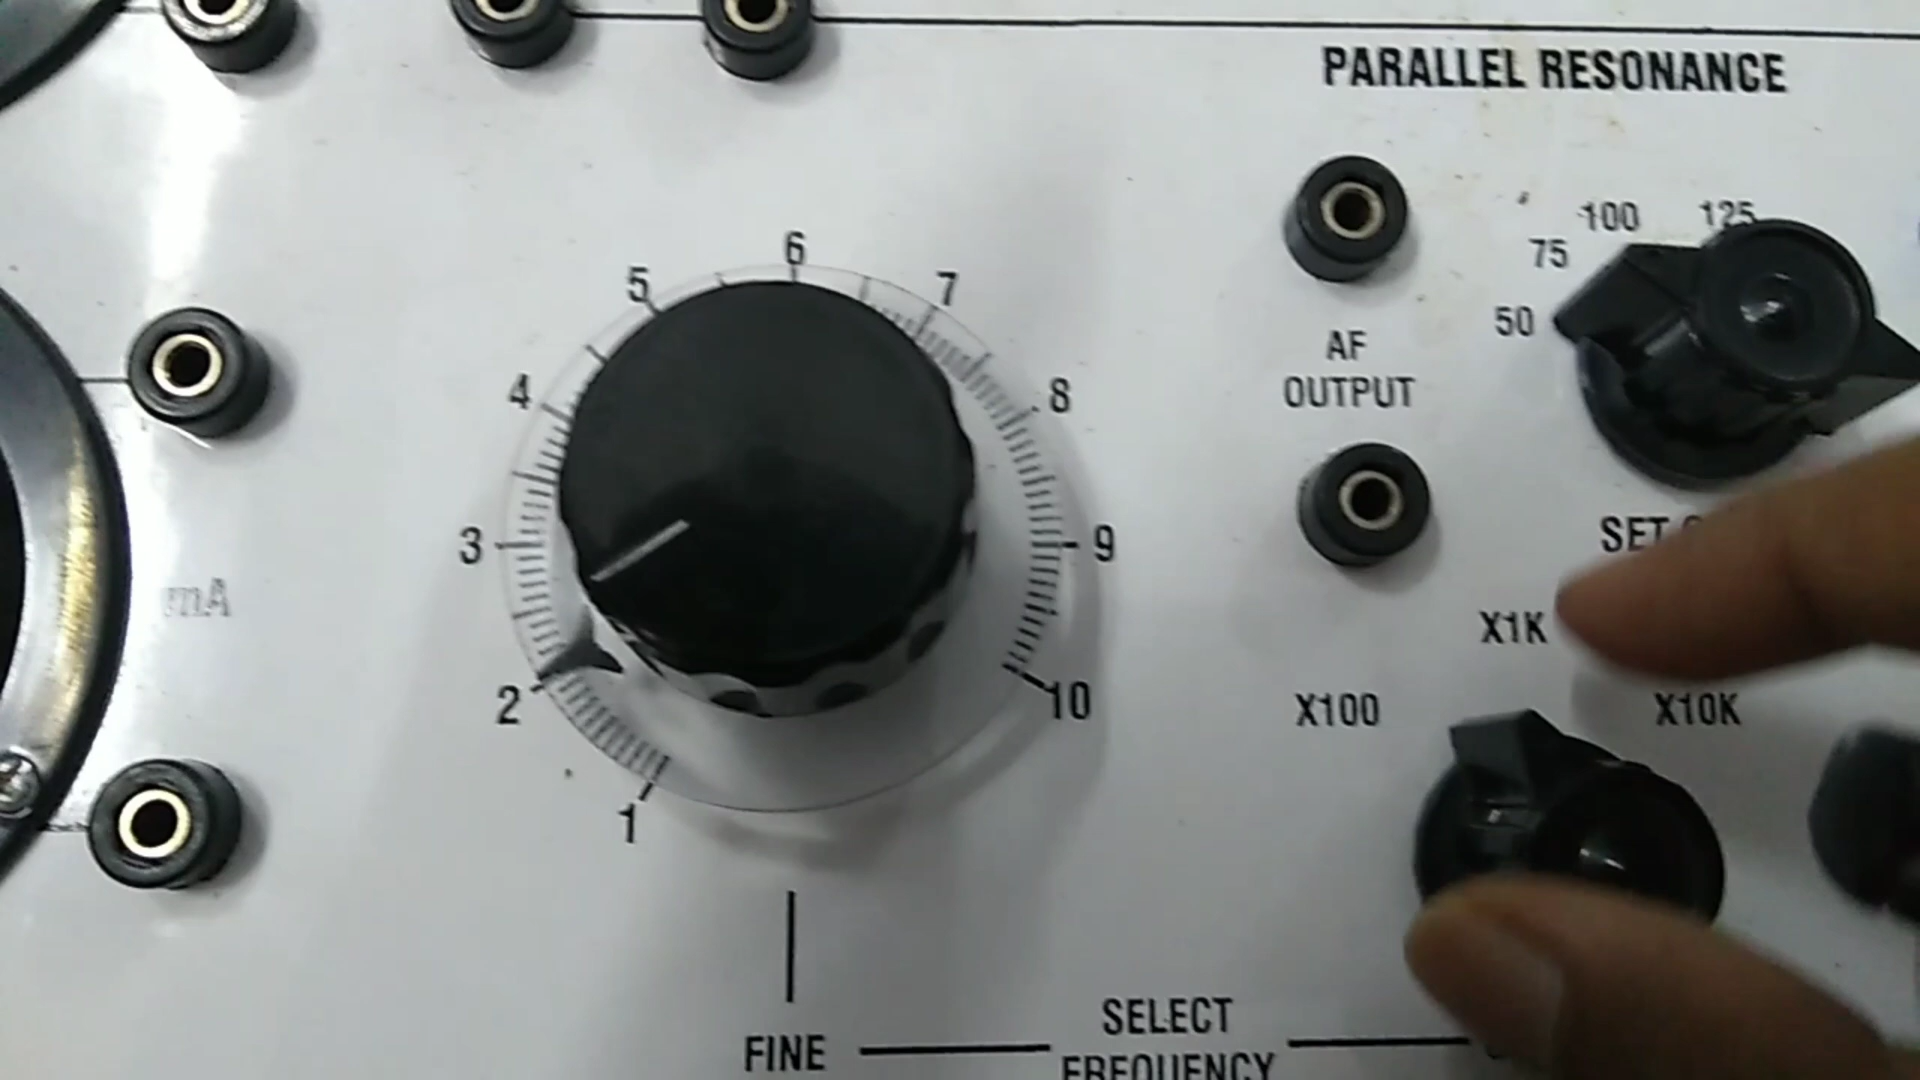 PARALLEL RESONANCE
100 125
75
50
6
5 7
4 8
3 9
2 10
1
AF
OUTPUT
mA
SET
X1K
X100 X10K
FINE
SELECT
FREQUENCY